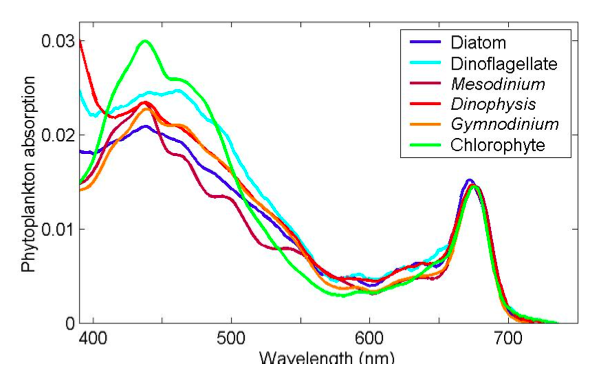 0.03
0.02
0.01
0
Phytoplankton absorption
Diatom
Dinoflagellate
Mesodinium
Dinophysis
Gymnodinium
Chlorophyte
400 500 600 700
Wavelength (nm)